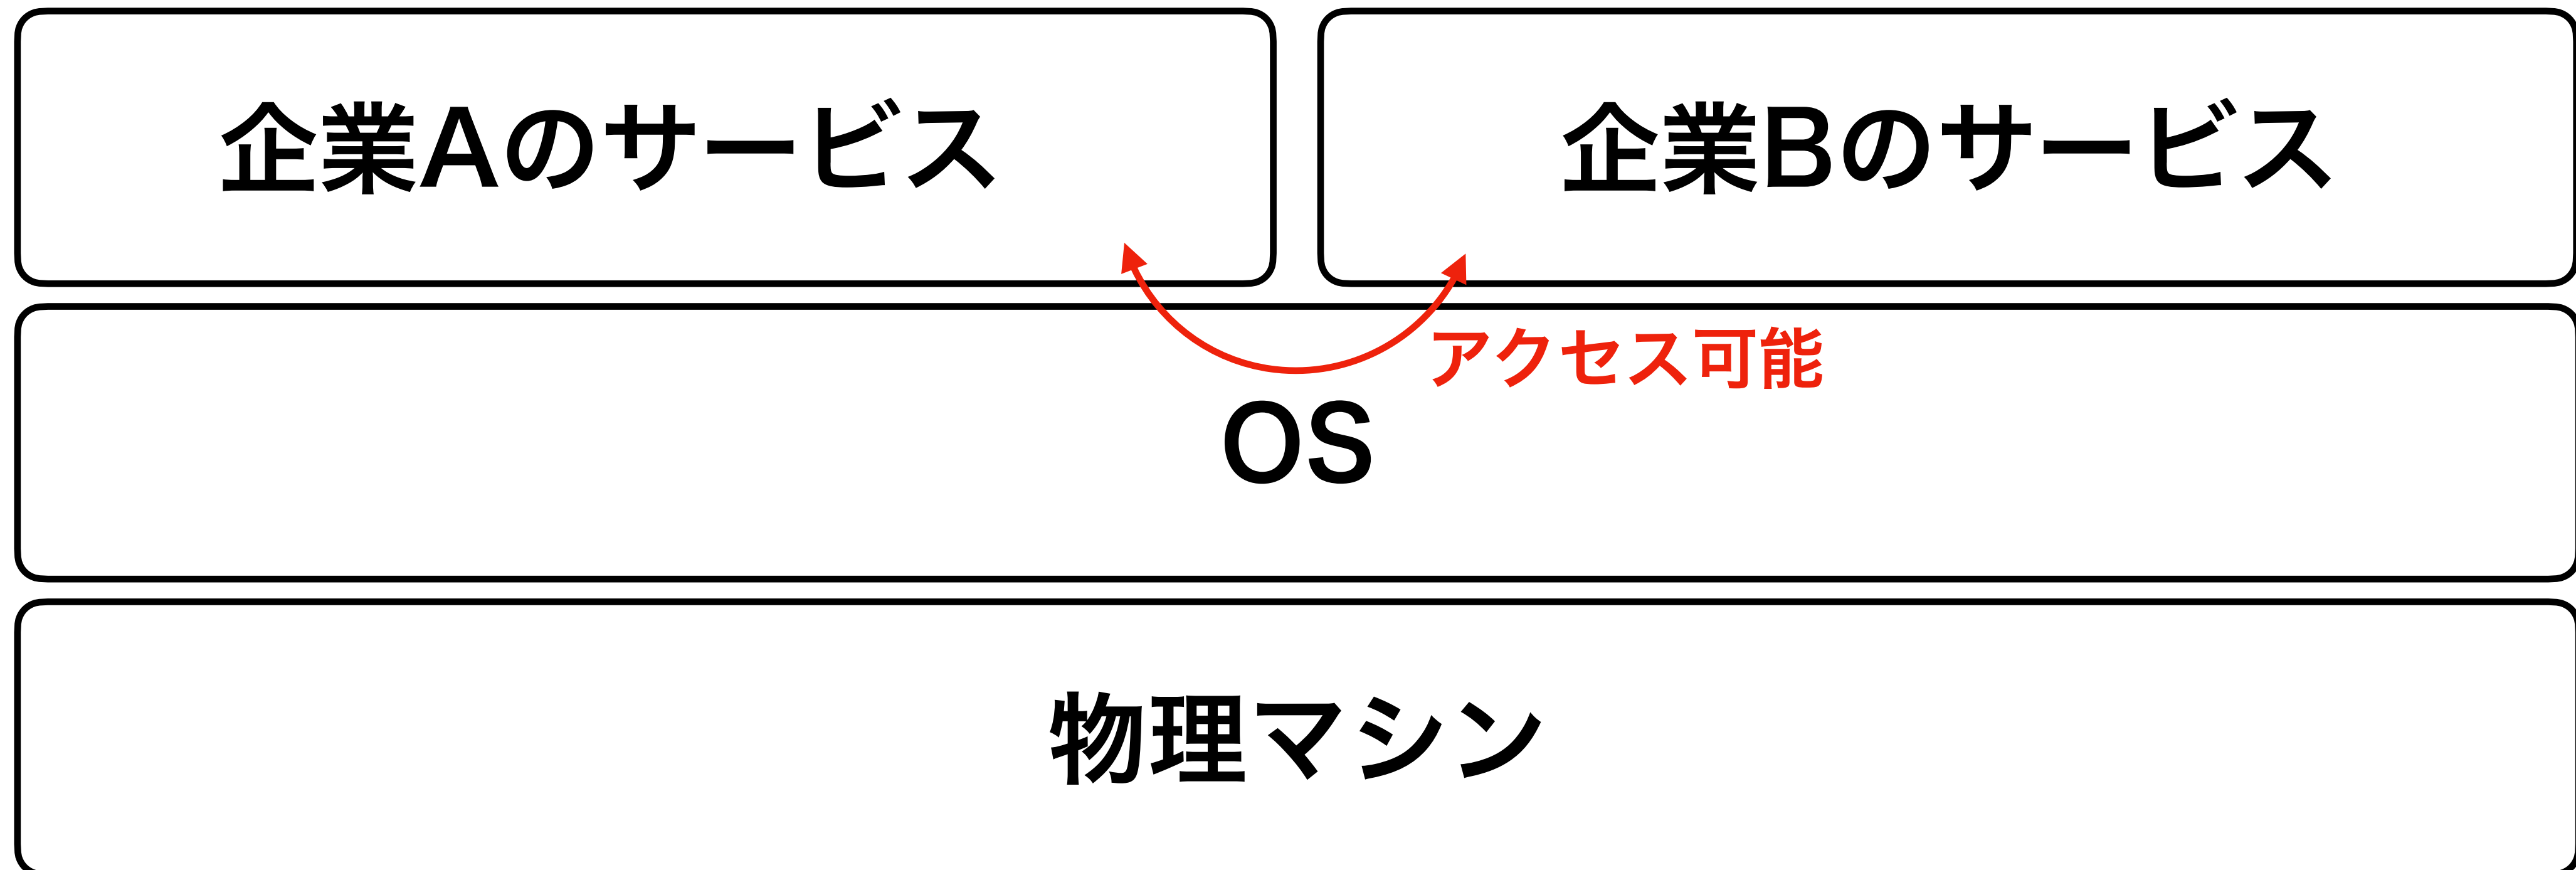 企業Aのサービス
企業Bのサービス
アクセス可能
OS
物理マシン